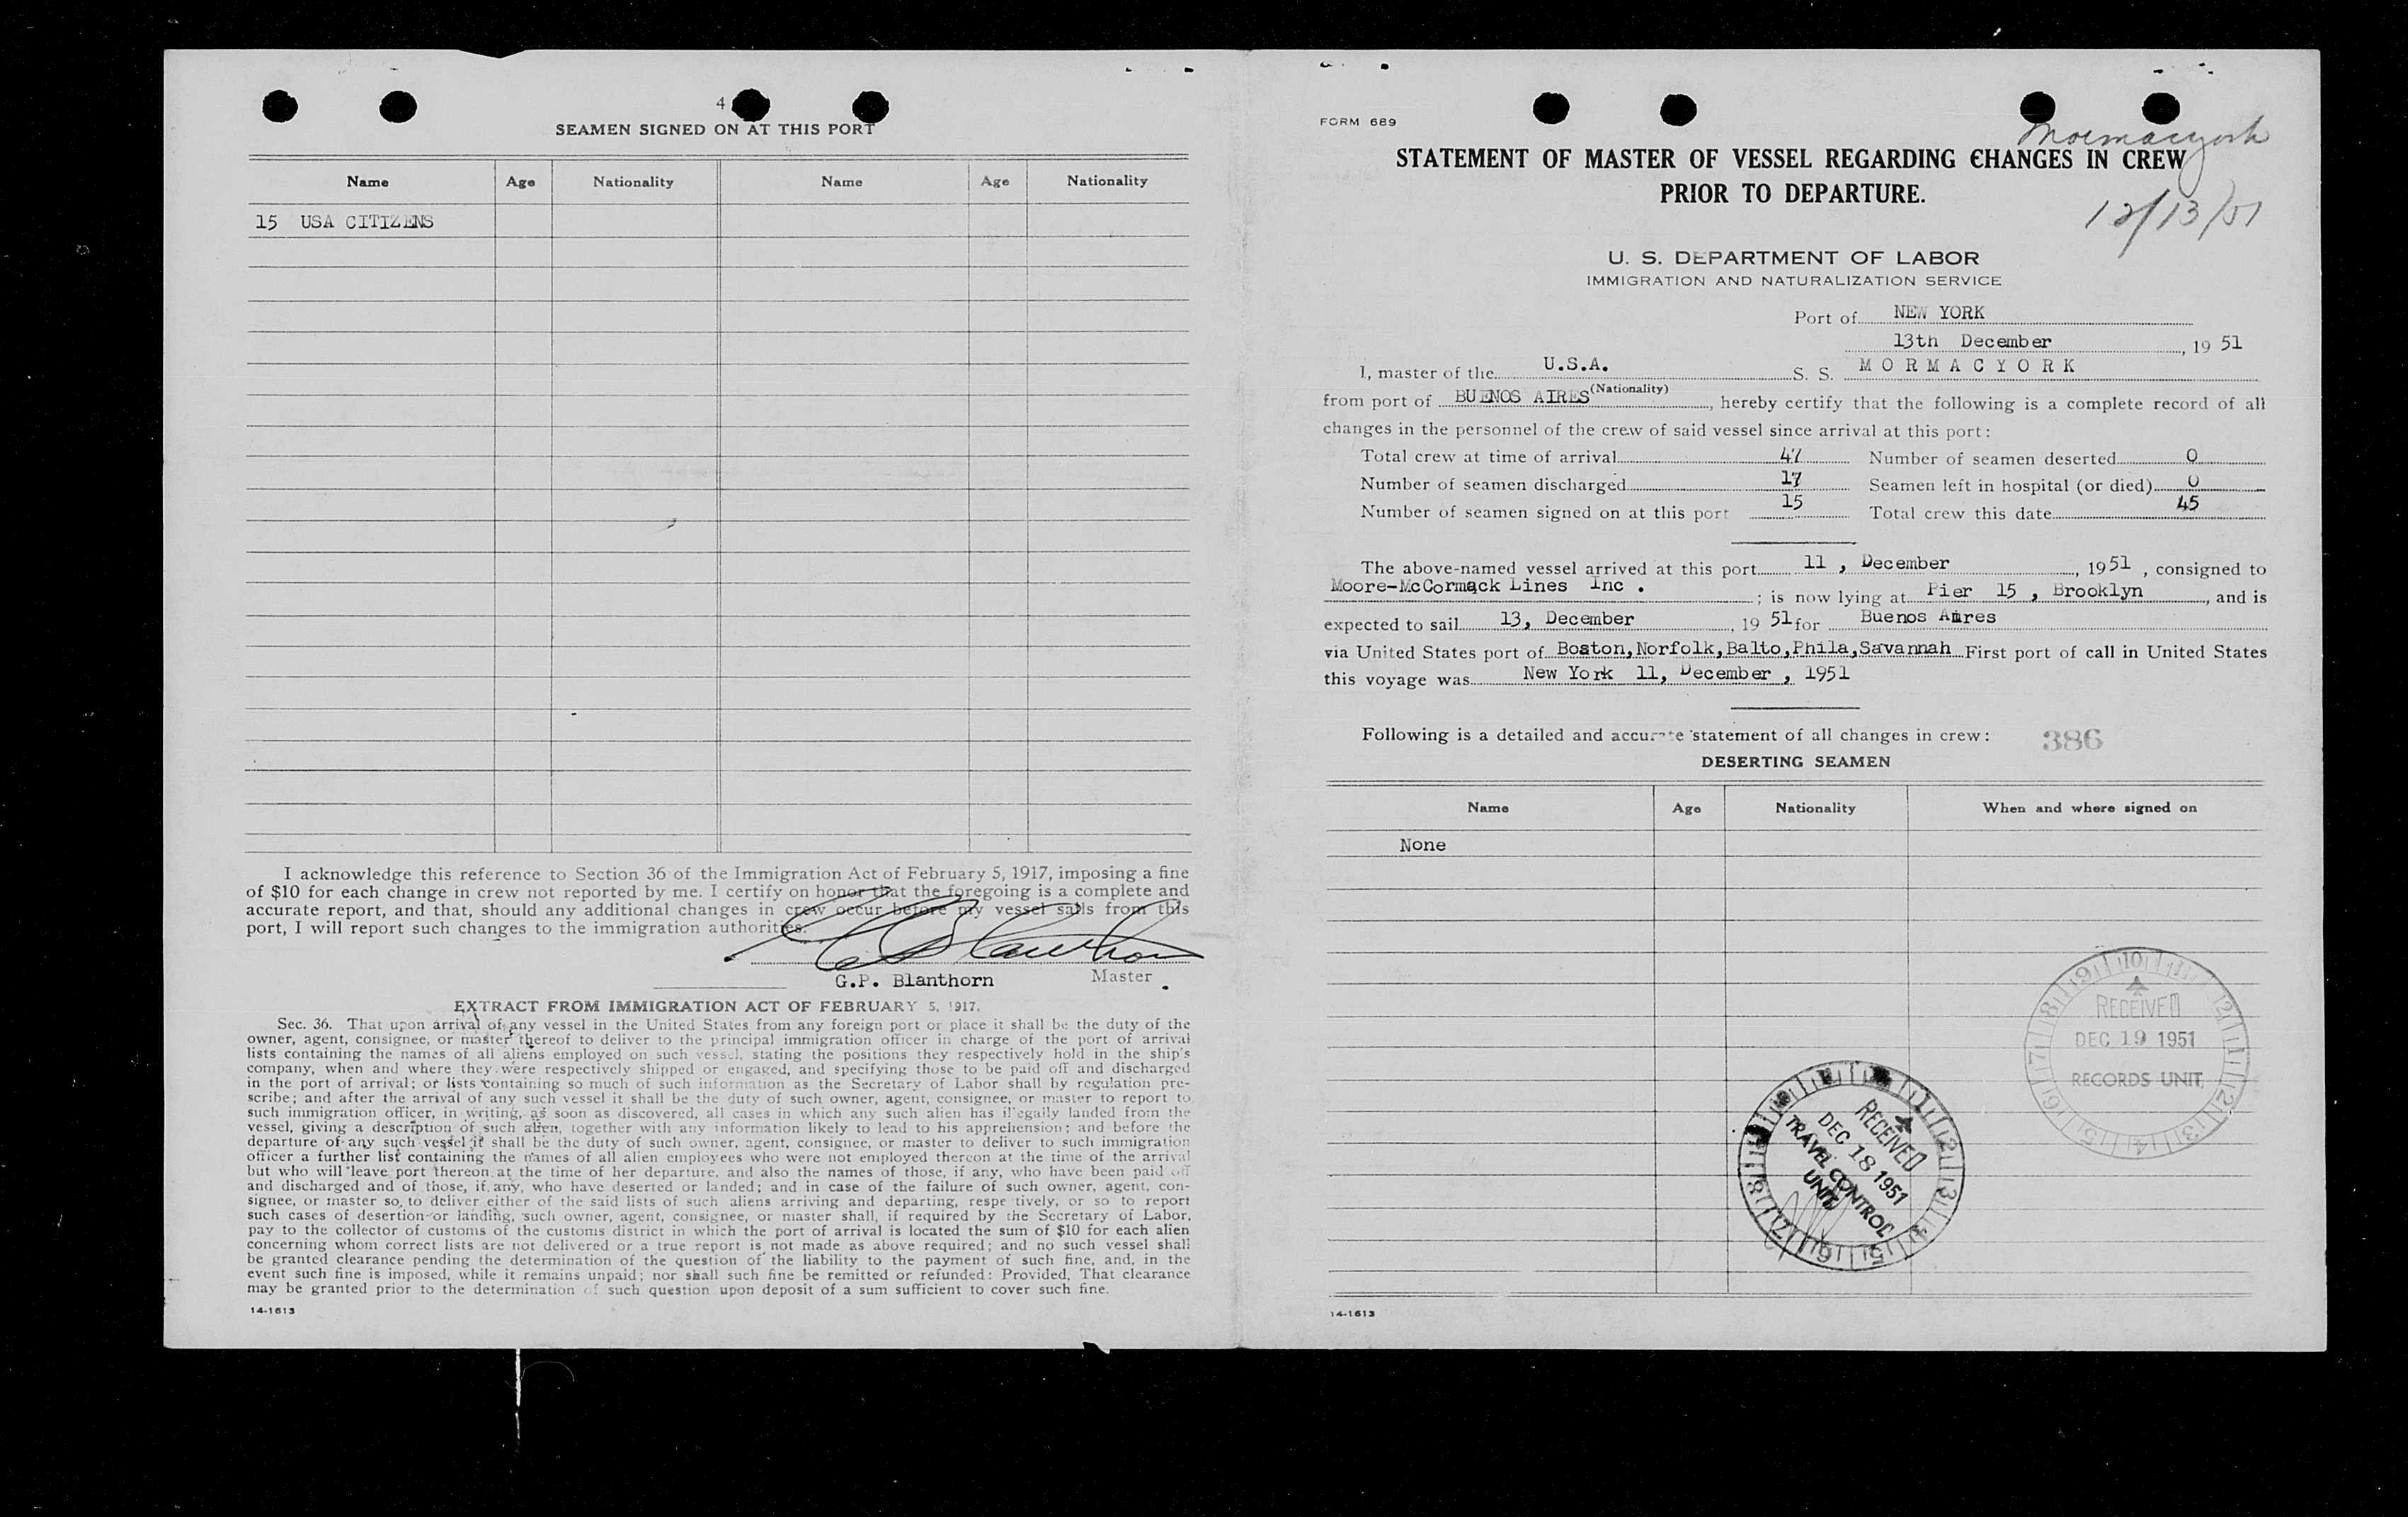 4
SEAMEN SIGNED ON AT THIS PORT
Name Age Nationality Name Age Nationality
15 USA CITIZENS
I acknowledge this reference to Section 36 of the Immigration Act of February 5, 1917, imposing a fine
of $10 for each change in crew not reported by me. I certify on honor that the foregoing is a complete and
accurate report, and that, should any additional changes in crew occur before my vessel sails from this
port, I will report such changes to the immigration authorities.
G.P. Blanthorn Master
EXTRACT FROM IMMIGRATION ACT OF FEBRUARY 5, 1917.
Sec. 36. That upon arrival of any vessel in the United States from any foreign port or place it shall be the duty of the
owner, agent, consignee, or master thereof to deliver to the principal immigration officer in charge of the port of arrival
lists containing the names of all aliens employed on such vessel, stating the positions they respectively hold in the ship's
company, when and where they were respectively shipped or engaged, and specifying those to be paid off and discharged
in the port of arrival; or lists containing so much of such information as the Secretary of Labor shall by regulation pre-
scribe; and after the arrival of any such vessel it shall be the duty of such owner, agent, consignee, or master to report to
such immigration officer, in writing, as soon as discovered, all cases in which any such alien has illegally landed from the
vessel, giving a description of such alien, together with any information likely to lead to his apprehension; and before the
departure of any such vessel it shall be the duty of such owner, agent, consignee, or master to deliver to such immigration
officer a further list containing the names of all alien employees who were not employed thereon at the time of the arrival
but who will leave port thereon at the time of her departure, and also the names of those, if any, who have been paid off
and discharged and of those, if any, who have deserted or landed; and in case of the failure of such owner, agent, con-
signee, or master so to deliver either of the said lists of such aliens arriving and departing, respectively, or so to report
such cases of desertion or landing, such owner, agent, consignee, or master shall, if required by the Secretary of Labor,
pay to the collector of customs of the customs district in which the port of arrival is located the sum of $10 for each alien
concerning whom correct lists are not delivered or a true report is not made as above required; and no such vessel shall
be granted clearance pending the determination of the question of the liability to the payment of such fine, and, in the
event such fine is imposed, while it remains unpaid; nor shall such fine be remitted or refunded: Provided, That clearance
may be granted prior to the determination of such question upon deposit of a sum sufficient to cover such fine.
14-1613
FORM 689
Mormacyork
STATEMENT OF MASTER OF VESSEL REGARDING CHANGES IN CREW
PRIOR TO DEPARTURE.
12/13/51
U. S. DEPARTMENT OF LABOR
IMMIGRATION AND NATURALIZATION SERVICE
Port of NEW YORK
13th December, 19 51
I, master of the U.S.A. S. S. MORMACYORK
(Nationality)
from port of BUENOS AIRES, hereby certify that the following is a complete record of all
changes in the personnel of the crew of said vessel since arrival at this port:
Total crew at time of arrival 47 Number of seamen deserted 0
Number of seamen discharged 17 Seamen left in hospital (or died) 0
Number of seamen signed on at this port 15 Total crew this date 45
The above-named vessel arrived at this port 11, December, 1951, consigned to
Moore-McCormack Lines Inc. ; is now lying at Pier 15, Brooklyn, and is
expected to sail 13, December, 19 51 for Buenos Aires
via United States port of Boston,Norfolk,Balto,Phila,Savannah First port of call in United States
this voyage was New York 11, December, 1951
Following is a detailed and accurate statement of all changes in crew:
386
DESERTING SEAMEN
Name Age Nationality When and where signed on
None
RECEIVED
DEC 19 1951
RECORDS UNIT
RECEIVED
DEC 18 1951
TRAVEL CONTROL
UNIT
14-1613